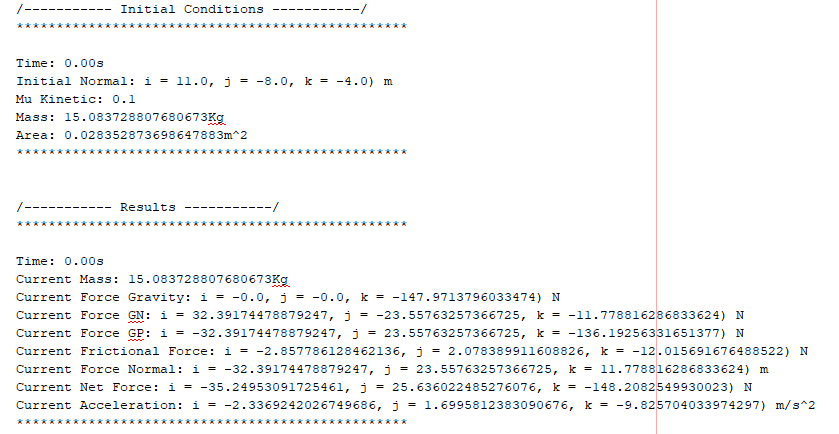 /----------- Initial Conditions -----------/
*************************************************
Time: 0.00s
Initial Normal: i = 11.0, j = -8.0, k = -4.0) m
Mu Kinetic: 0.1
Mass: 15.083728807680673Kg
Area: 0.028352873698647883m^2
*************************************************
/----------- Results -----------/
*************************************************
Time: 0.00s
Current Mass: 15.083728807680673Kg
Current Force Gravity: i = -0.0, j = -0.0, k = -147.9713796033474) N
Current Force GN: i = 32.39174478879247, j = -23.55763257366725, k = -11.778816286833624) N
Current Force GP: i = -32.39174478879247, j = 23.55763257366725, k = -136.19256331651377) N
Current Frictional Force: i = -2.857786128462136, j = 2.078389911608826, k = -12.015691676488522) N
Current Force Normal: i = -32.39174478879247, j = 23.55763257366725, k = 11.778816286833624) m
Current Net Force: i = -35.24953091725461, j = 25.636022485276076, k = -148.2082549930023) N
Current Acceleration: i = -2.3369242026749686, j = 1.6995812383090676, k = -9.825704033974297) m/s^2
*************************************************